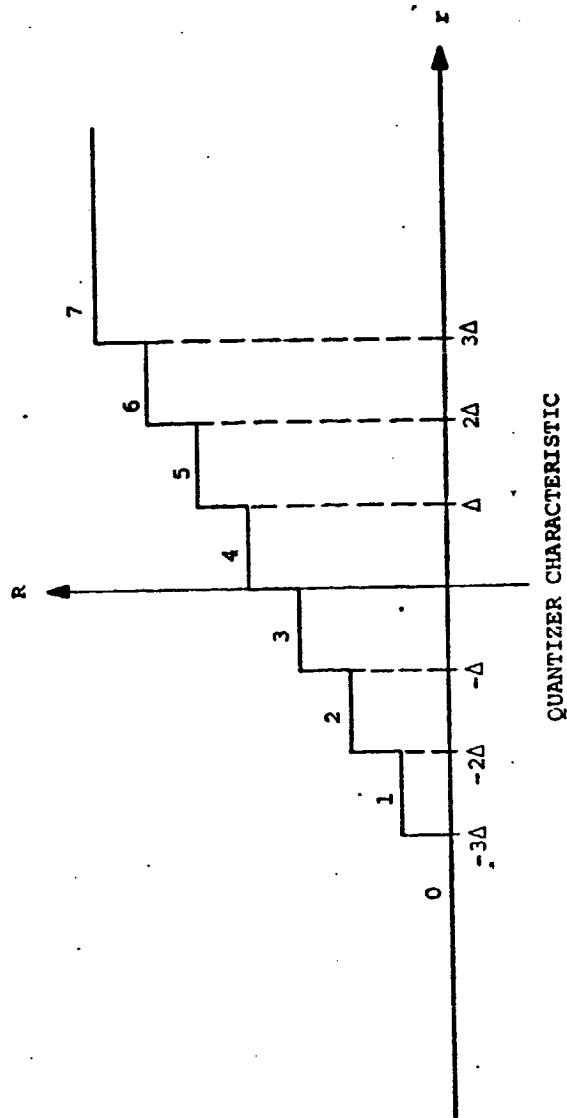 R
r
7
6
5
4
3
2
1
0
-3Δ
-2Δ
-Δ
Δ
2Δ
3Δ
QUANTIZER CHARACTERISTIC